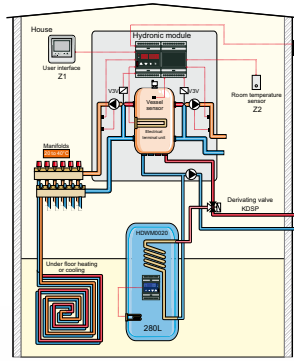 House
Hydronic module
User interface
Z1
V3V
V3V
Vessel
sensor
Room temperature
sensor
Z2
Electrical
terminal unit
Manifolds
Derivating valve
KDSP
HDWM0020
Under floor heating
or cooling
280L